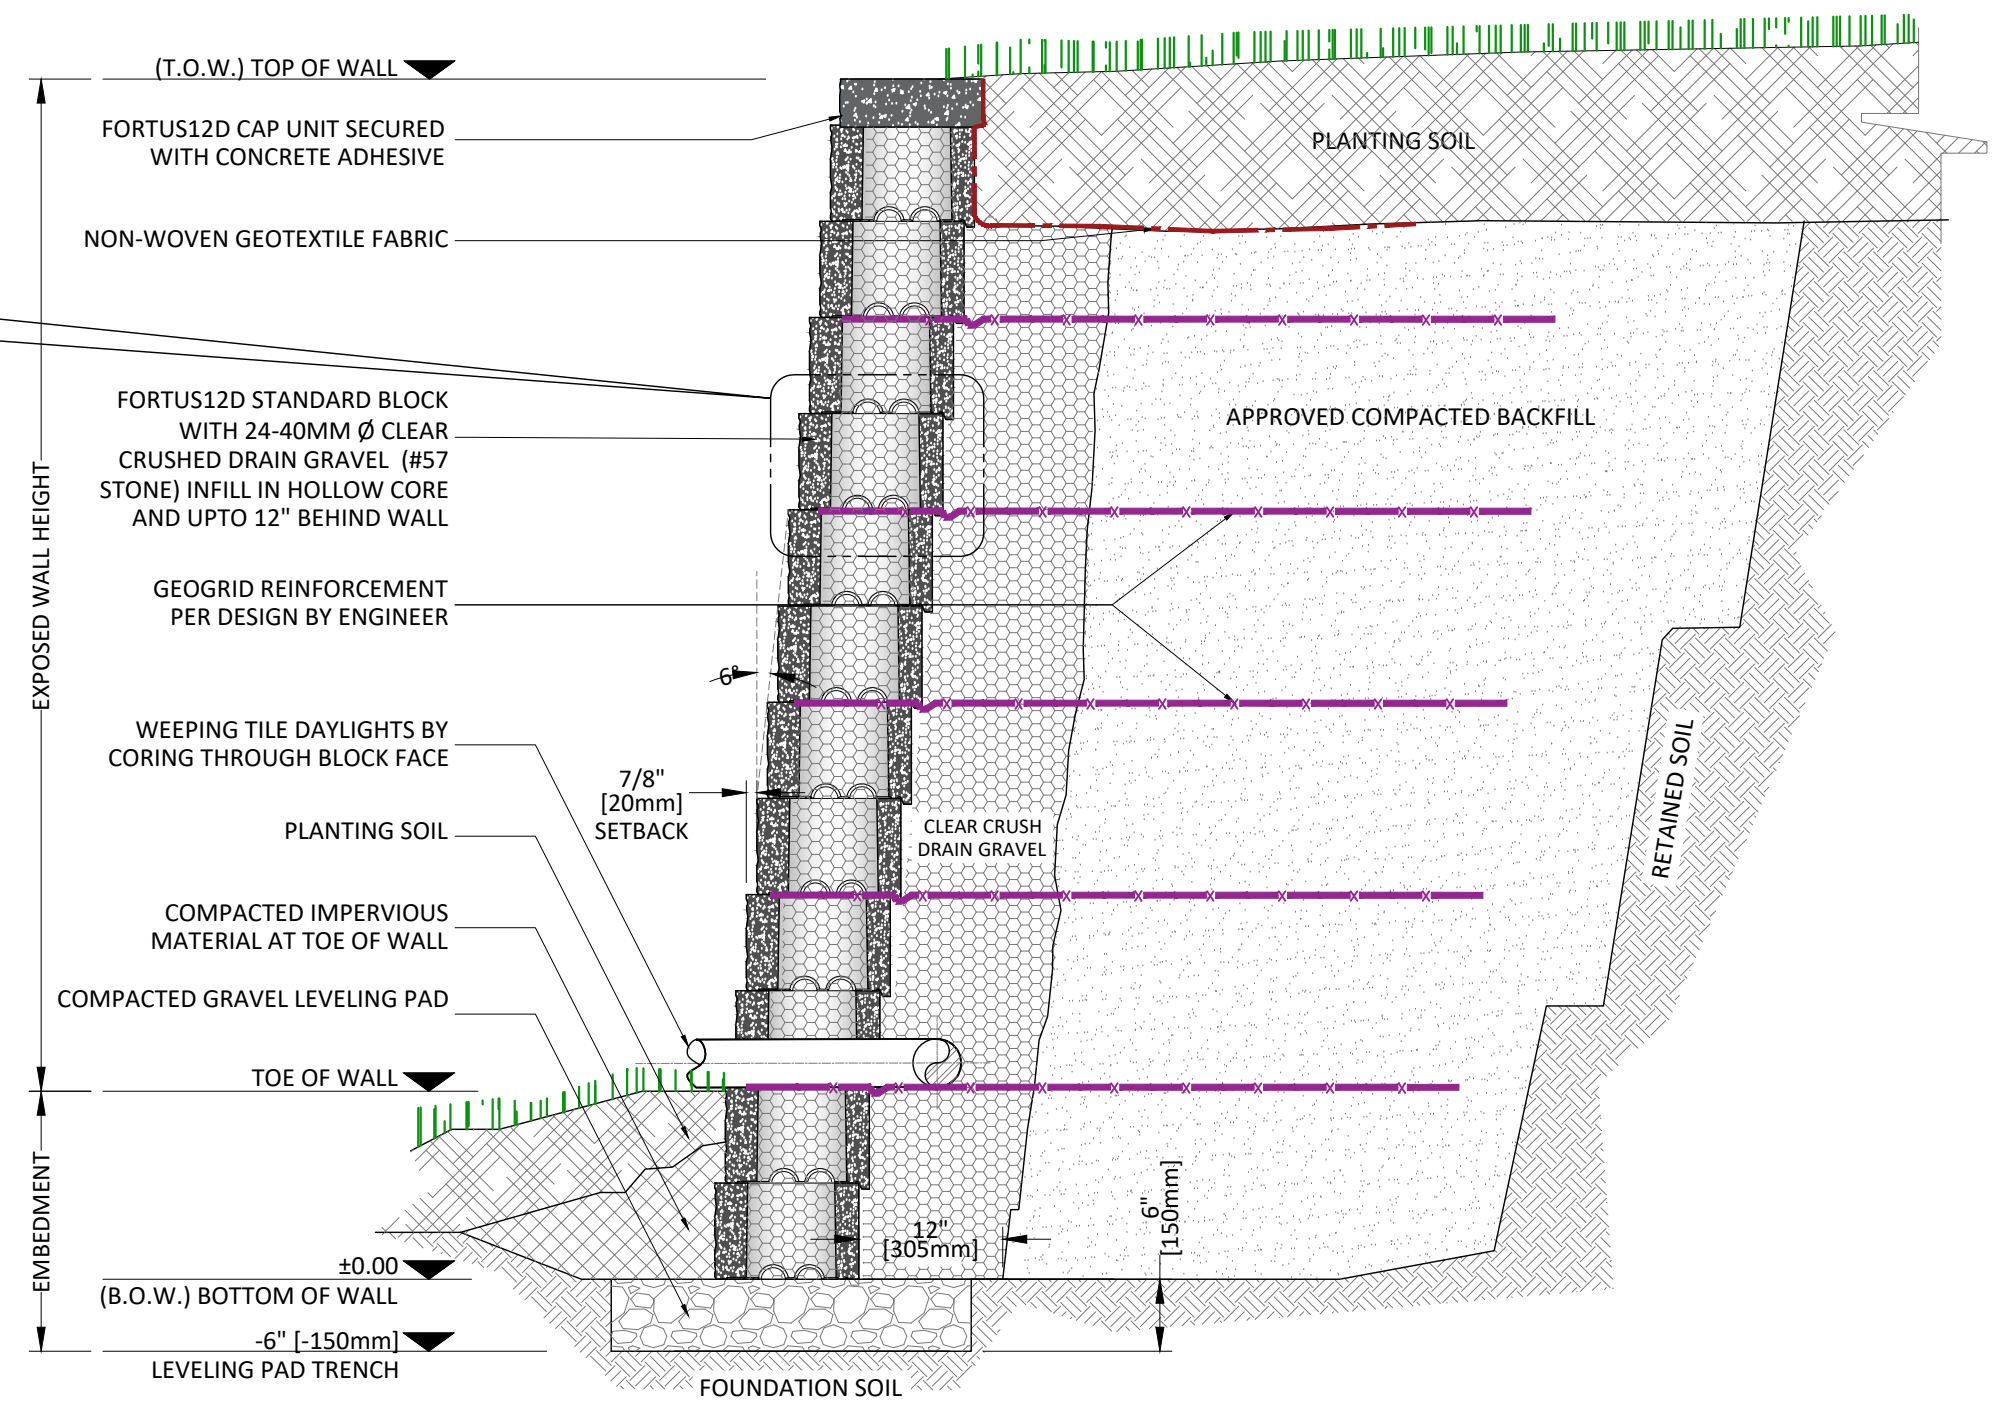 (T.O.W.) TOP OF WALL
FORTUS12D CAP UNIT SECURED
WITH CONCRETE ADHESIVE
PLANTING SOIL
NON-WOVEN GEOTEXTILE FABRIC
FORTUS12D STANDARD BLOCK
WITH 24-40MM Ø CLEAR
CRUSHED DRAIN GRAVEL (#57
STONE) INFILL IN HOLLOW CORE
AND UPTO 12" BEHIND WALL
APPROVED COMPACTED BACKFILL
EXPOSED WALL HEIGHT
GEOGRID REINFORCEMENT
PER DESIGN BY ENGINEER
6°
WEEPING TILE DAYLIGHTS BY
CORING THROUGH BLOCK FACE
7/8"
[20mm]
SETBACK
RETAINED SOIL
PLANTING SOIL
CLEAR CRUSH
DRAIN GRAVEL
COMPACTED IMPERVIOUS
MATERIAL AT TOE OF WALL
COMPACTED GRAVEL LEVELING PAD
TOE OF WALL
EMBEDMENT
12"
[305mm]
6"
[150mm]
±0.00
(B.O.W.) BOTTOM OF WALL
-6" [-150mm]
LEVELING PAD TRENCH
FOUNDATION SOIL